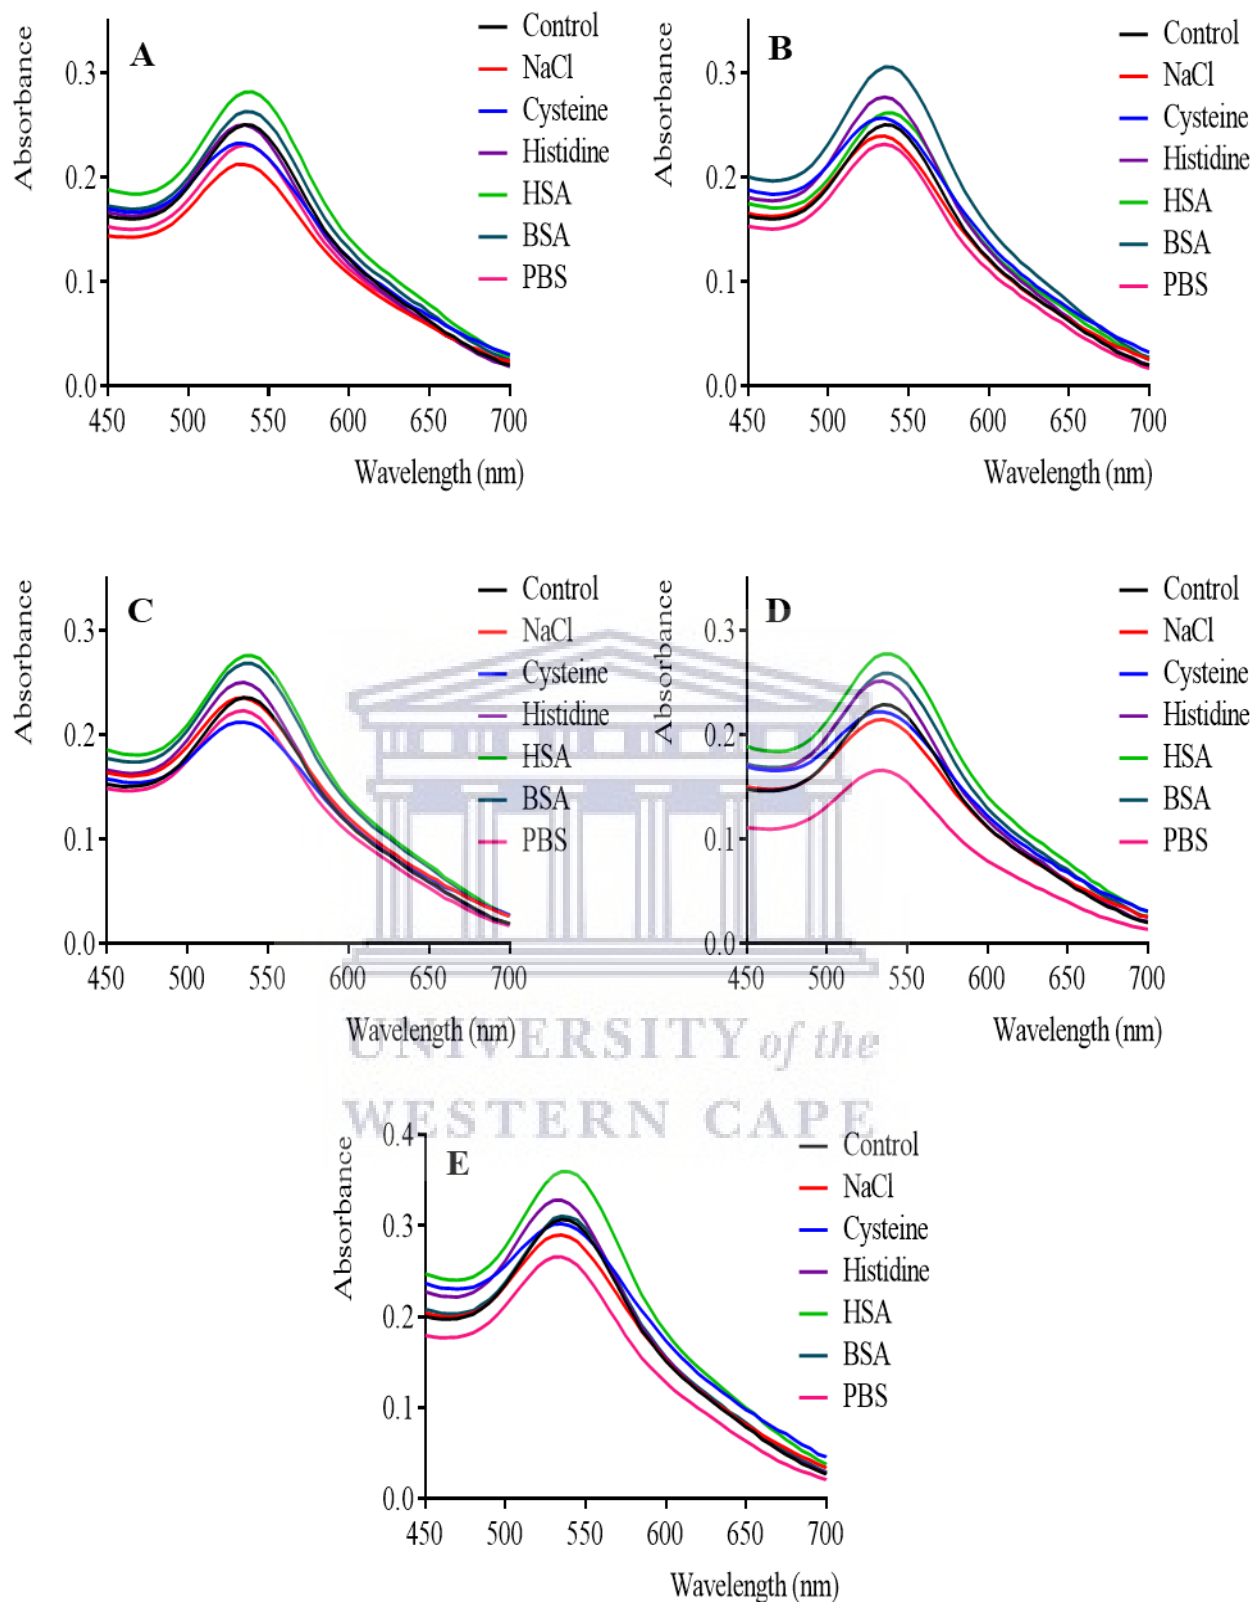 A
Absorbance
0.3
0.2
0.1
0.0
450 500 550 600 650 700
Wavelength (nm)
Control
NaCl
Cysteine
Histidine
HSA
BSA
PBS
B
Absorbance
0.3
0.2
0.1
0.0
450 500 550 600 650 700
Wavelength (nm)
Control
NaCl
Cysteine
Histidine
HSA
BSA
PBS
C
Absorbance
0.3
0.2
0.1
0.0
450 500 550 600 650 700
Wavelength (nm)
Control
NaCl
Cysteine
Histidine
HSA
BSA
PBS
D
Absorbance
0.3
0.2
0.1
0.0
450 500 550 600 650 700
Wavelength (nm)
Control
NaCl
Cysteine
Histidine
HSA
BSA
PBS
UNIVERSITY of the
WESTERN CAPE
E
Absorbance
0.4
0.3
0.2
0.1
0.0
450 500 550 600 650 700
Wavelength (nm)
Control
NaCl
Cysteine
Histidine
HSA
BSA
PBS